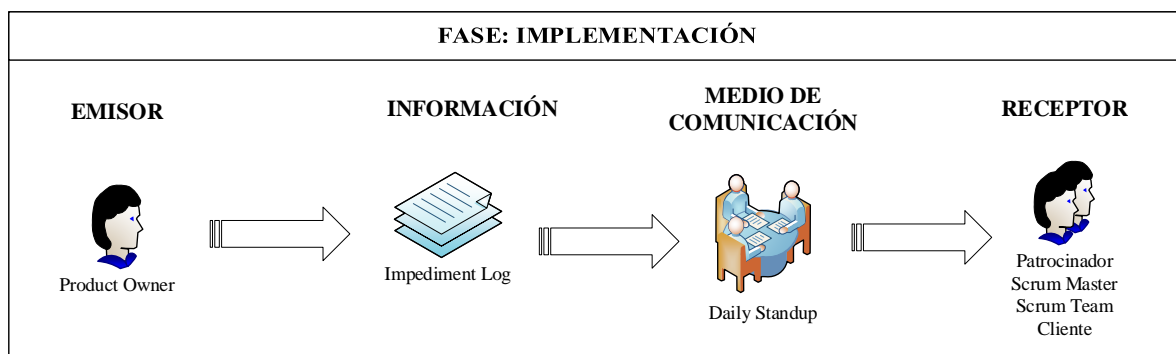 FASE: IMPLEMENTACIÓN
EMISOR
INFORMACIÓN
MEDIO DE
COMUNICACIÓN
RECEPTOR
Product Owner
Impediment Log
Daily Standup
Patrocinador
Scrum Master
Scrum Team
Cliente